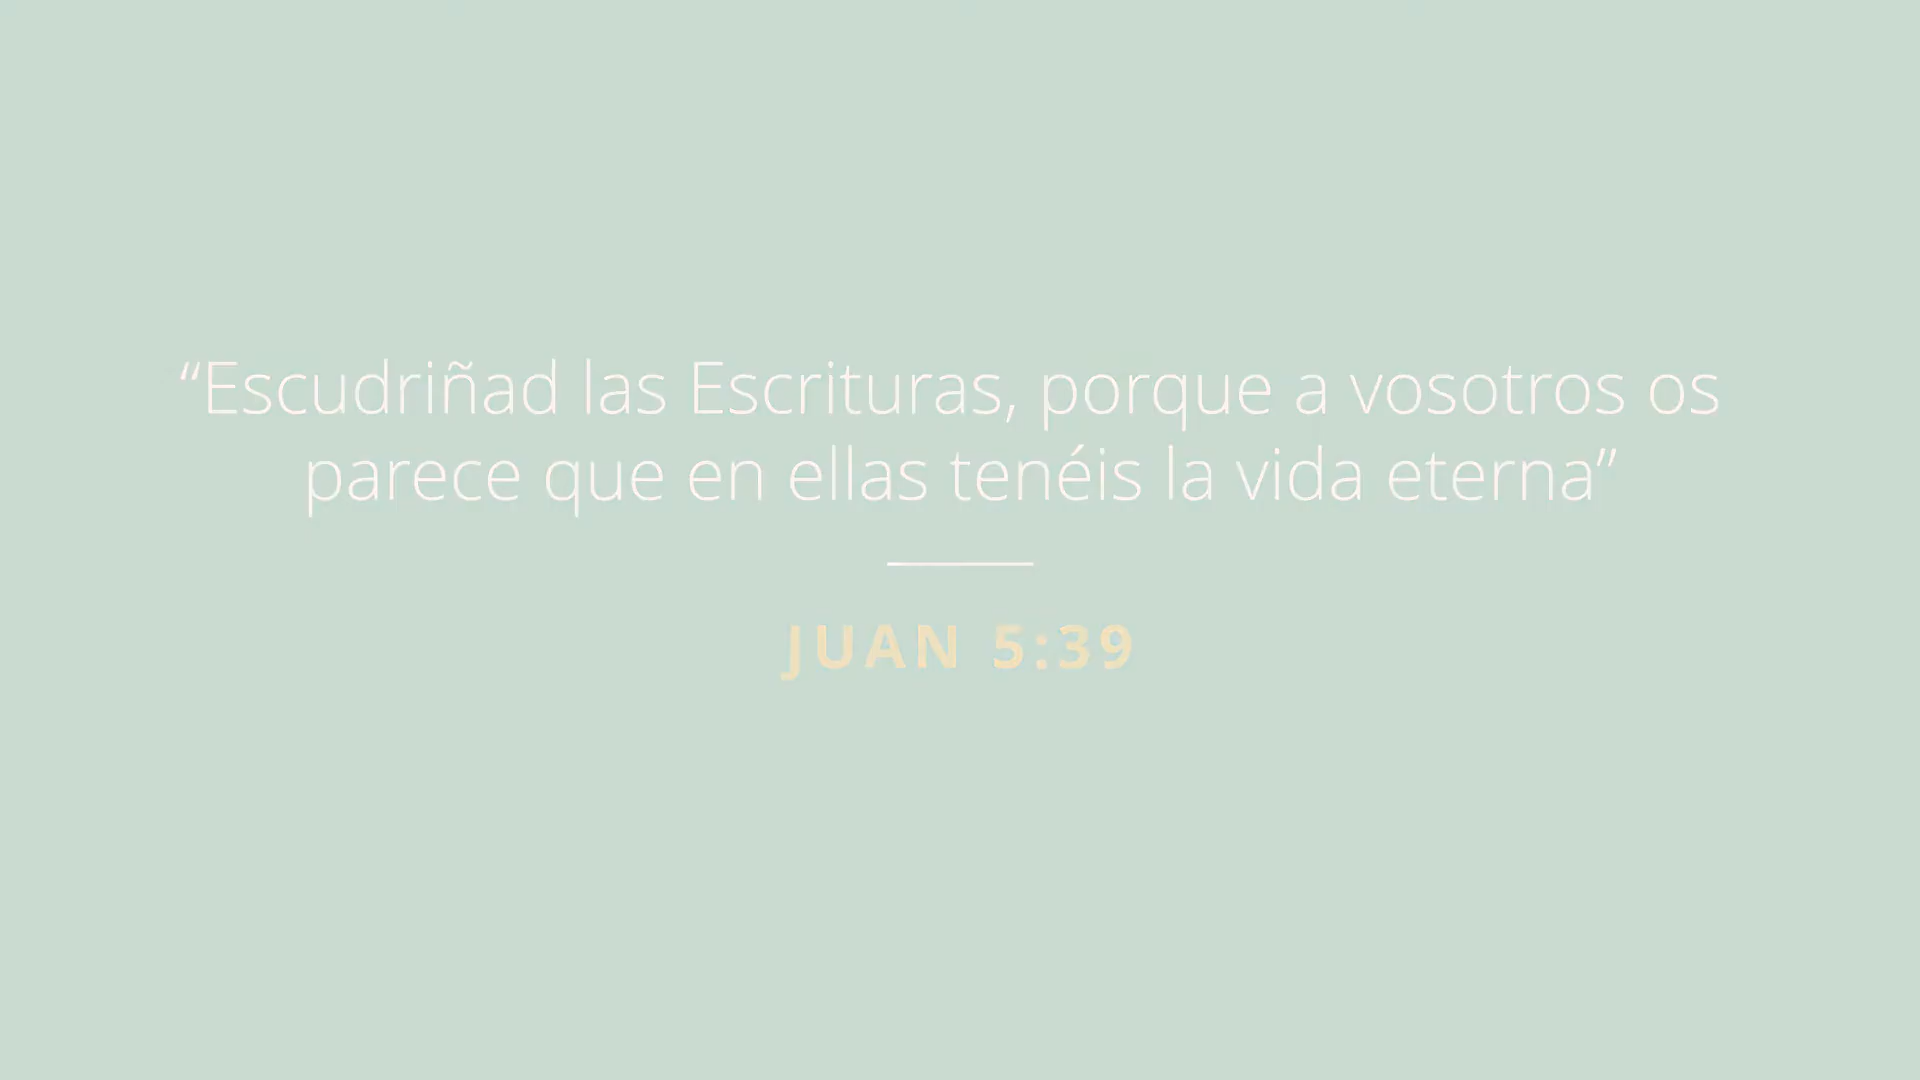 “Escudriñad las Escrituras, porque a vosotros os
parece que en ellas tenéis la vida eterna”
JUAN 5:39